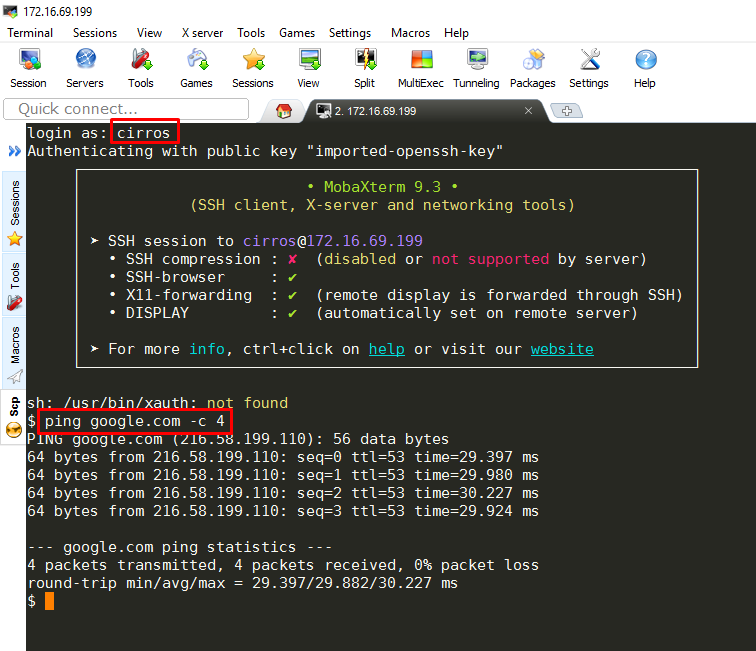 172.16.69.199
Terminal Sessions View X server Tools Games Settings Macros Help
Session Servers Tools Games Sessions View Split MultiExec Tunneling Packages Settings Help
Quick connect...
2. 172.16.69.199
Sessions
Tools
Macros
Scp
login as: cirros
Authenticating with public key "imported-openssh-key"
• MobaXterm 9.3 •
(SSH client, X-server and networking tools)
➤ SSH session to cirros@172.16.69.199
• SSH compression : ✘ (disabled or not supported by server)
• SSH-browser : ✔
• X11-forwarding : ✔ (remote display is forwarded through SSH)
• DISPLAY : ✔ (automatically set on remote server)
➤ For more info, ctrl+click on help or visit our website
sh: /usr/bin/xauth: not found
$ ping google.com -c 4
PING google.com (216.58.199.110): 56 data bytes
64 bytes from 216.58.199.110: seq=0 ttl=53 time=29.397 ms
64 bytes from 216.58.199.110: seq=1 ttl=53 time=29.980 ms
64 bytes from 216.58.199.110: seq=2 ttl=53 time=30.227 ms
64 bytes from 216.58.199.110: seq=3 ttl=53 time=29.924 ms
--- google.com ping statistics ---
4 packets transmitted, 4 packets received, 0% packet loss
round-trip min/avg/max = 29.397/29.882/30.227 ms
$